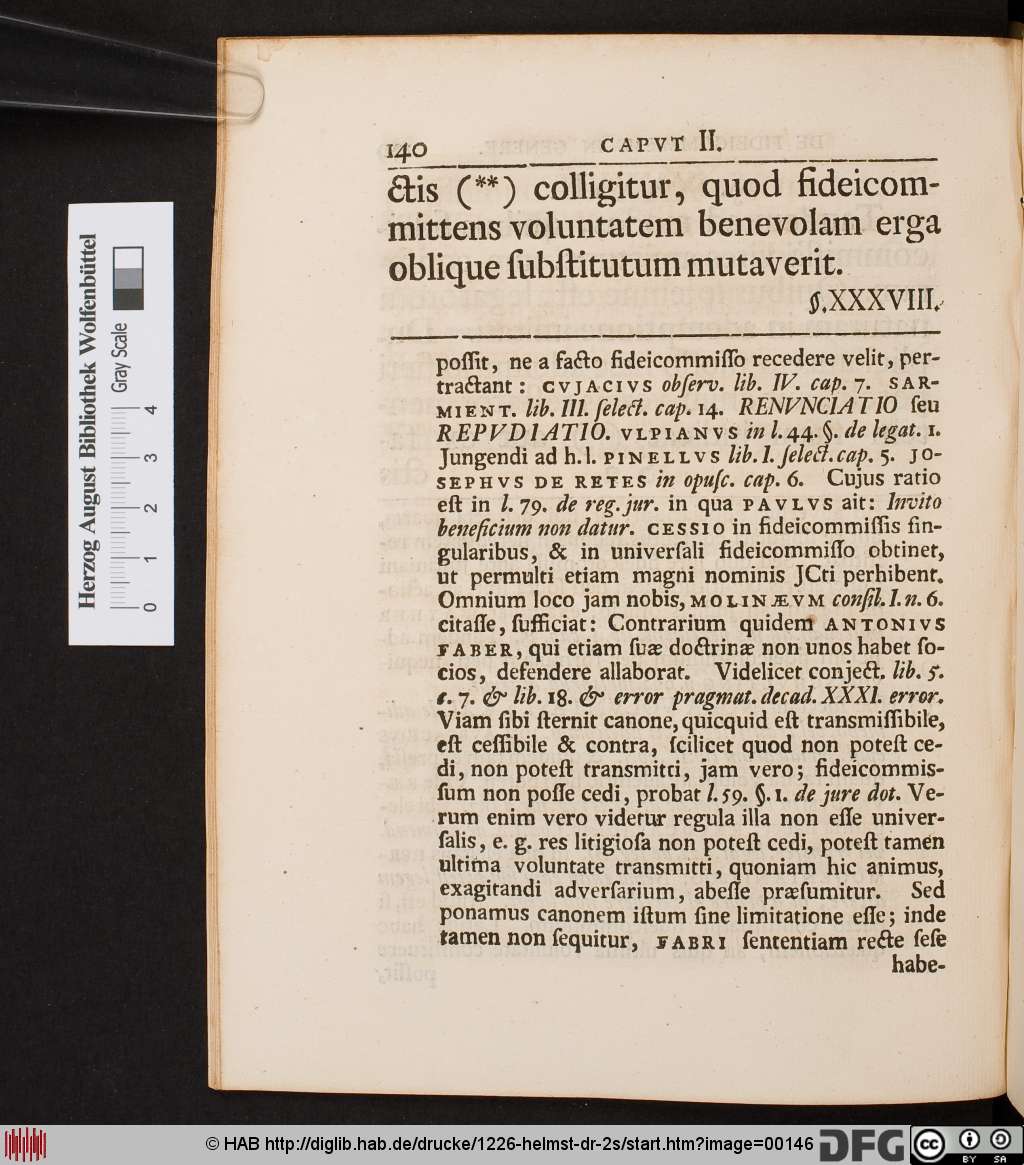 140 CAPVT II.
ctis (**) colligitur, quod fideicom-
mittens voluntatem benevolam erga
oblique ſubſtitutum mutaverit.
§.XXXVIII.
poſſit, ne a facto fideicommiſſo recedere velit, per-
tractant: CVJACIVS obſerv. lib. IV. cap. 7. SAR-
MIENT. lib. III. ſelect. cap. 14. RENVNCIATIO ſeu
REPVDIATIO. VLPIANVS in l. 44. §. de legat. 1.
Jungendi ad h. l. PINELLVS lib. I. ſelect. cap. 5. JO-
SEPHVS DE RETES in opuſc. cap. 6. Cujus ratio
eſt in l. 79. de reg. jur. in qua PAVLVS ait: Invito
beneficium non datur. CESSIO in fideicommiſſis ſin-
gularibus, & in univerſali fideicommiſſo obtinet,
ut permulti etiam magni nominis JCti perhibent.
Omnium loco jam nobis, MOLINÆVM conſil. I. n. 6.
citaſſe, ſufficiat: Contrarium quidem ANTONIVS
FABER, qui etiam ſuæ doctrinæ non unos habet ſo-
cios, defendere allaborat. Videlicet conject. lib. 5.
c. 7. & lib. 18. & error pragmat. decad. XXXI. error.
Viam ſibi ſternit canone, quicquid eſt transmiſſibile,
eſt ceſſibile & contra, ſcilicet quod non poteſt ce-
di, non poteſt transmitti, jam vero; fideicommis-
ſum non poſſe cedi, probat l. 59. §. 1. de jure dot. Ve-
rum enim vero videtur regula illa non eſſe univer-
ſalis, e. g. res litigioſa non poteſt cedi, poteſt tamen
ultima voluntate transmitti, quoniam hic animus,
exagitandi adverſarium, abeſſe præſumitur. Sed
ponamus canonem iſtum ſine limitatione eſſe; inde
tamen non ſequitur, FABRI ſententiam recte ſeſe
habe-
Herzog August Bibliothek Wolfenbüttel
Gray Scale
0 1 2 3 4
© HAB http://diglib.hab.de/drucke/1226-helmst-dr-2s/start.htm?image=00146
DFG
cc BY SA